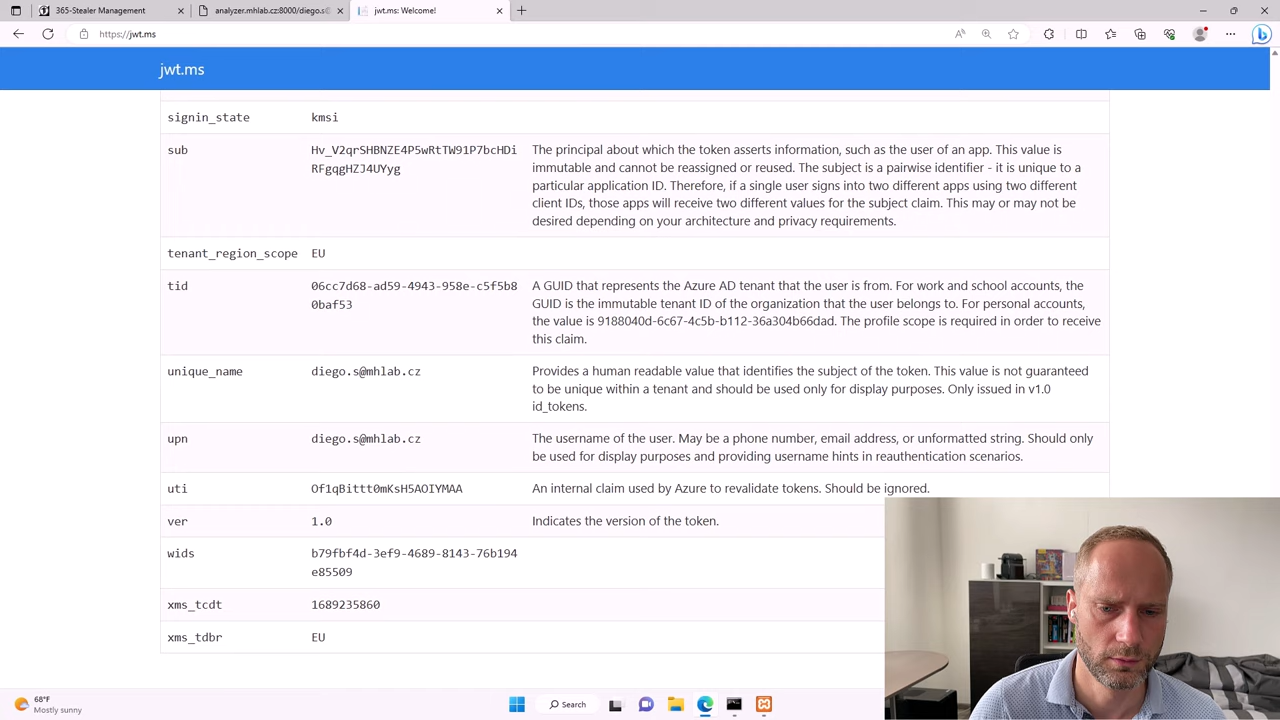 365-Stealer Management
analyzer.mhlab.cz:8000/diego.s@
jwt.ms: Welcome!
https://jwt.ms
jwt.ms
signin_state
kmsi
sub
Hv_V2qrSHBNZE4P5wRtTW91P7bcHDi
RFgqgHZJ4UYyg
The principal about which the token asserts information, such as the user of an app. This value is
immutable and cannot be reassigned or reused. The subject is a pairwise identifier - it is unique to a
particular application ID. Therefore, if a single user signs into two different apps using two different
client IDs, those apps will receive two different values for the subject claim. This may or may not be
desired depending on your architecture and privacy requirements.
tenant_region_scope
EU
tid
06cc7d68-ad59-4943-958e-c5f5b8
0baf53
A GUID that represents the Azure AD tenant that the user is from. For work and school accounts, the
GUID is the immutable tenant ID of the organization that the user belongs to. For personal accounts,
the value is 9188040d-6c67-4c5b-b112-36a304b66dad. The profile scope is required in order to receive
this claim.
unique_name
diego.s@mhlab.cz
Provides a human readable value that identifies the subject of the token. This value is not guaranteed
to be unique within a tenant and should be used only for display purposes. Only issued in v1.0
id_tokens.
upn
diego.s@mhlab.cz
The username of the user. May be a phone number, email address, or unformatted string. Should only
be used for display purposes and providing username hints in reauthentication scenarios.
uti
Of1qBittt0mKsH5AOIYMAA
An internal claim used by Azure to revalidate tokens. Should be ignored.
ver
1.0
Indicates the version of the token.
wids
b79fbf4d-3ef9-4689-8143-76b194
e85509
xms_tcdt
1689235860
xms_tdbr
EU
68°F
Mostly sunny
Search